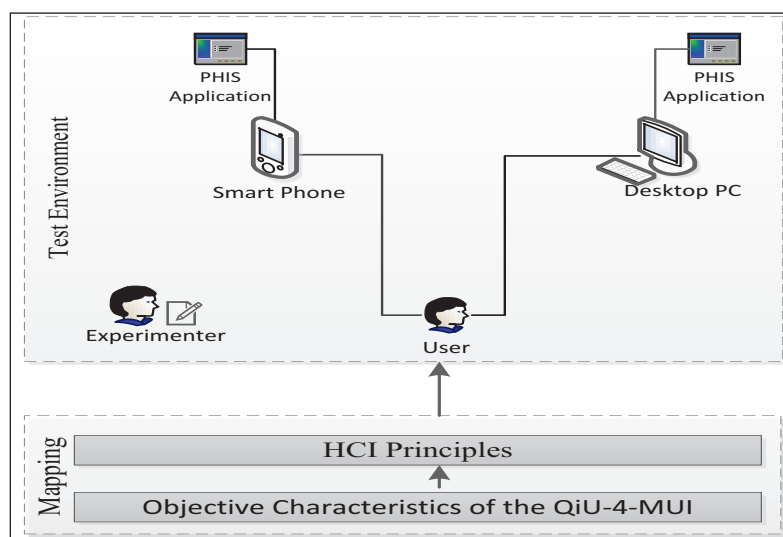 PHIS
Application
PHIS
Application
Smart Phone
Desktop PC
Test Environment
Experimenter
User
Mapping
HCI Principles
Objective Characteristics of the QiU-4-MUI